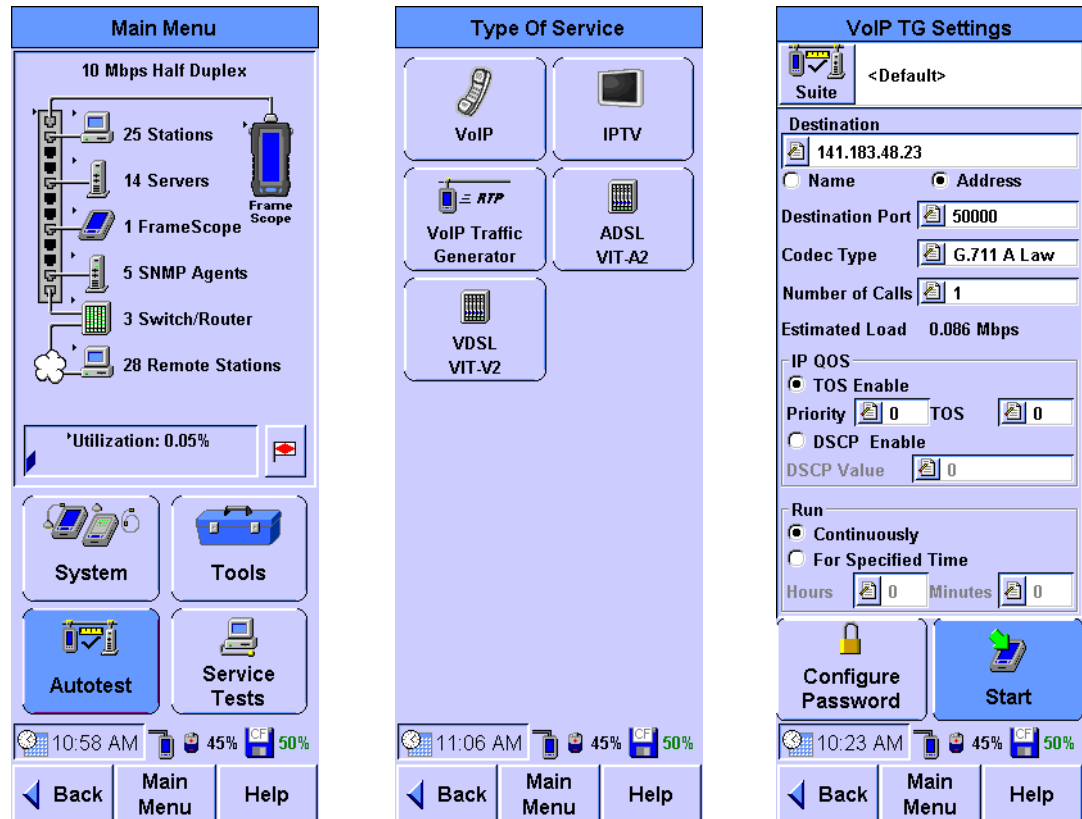 Main Menu
10 Mbps Half Duplex
25 Stations
14 Servers
Frame
Scope
1 FrameScope
5 SNMP Agents
3 Switch/Router
28 Remote Stations
Utilization: 0.05%
System
Tools
Autotest
Service
Tests
10:58 AM 45% CF 50%
Back
Main
Menu
Help
Type Of Service
VoIP
IPTV
RTP
VoIP Traffic
Generator
ADSL
VIT-A2
VDSL
VIT-V2
11:06 AM 45% CF 50%
Back
Main
Menu
Help
VoIP TG Settings
Suite
<Default>
Destination
141.183.48.23
Name Address
Destination Port 50000
Codec Type G.711 A Law
Number of Calls 1
Estimated Load 0.086 Mbps
IP QOS
TOS Enable
Priority 0 TOS 0
DSCP Enable
DSCP Value 0
Run
Continuously
For Specified Time
Hours 0 Minutes 0
Configure
Password
Start
10:23 AM 45% CF 50%
Back
Main
Menu
Help